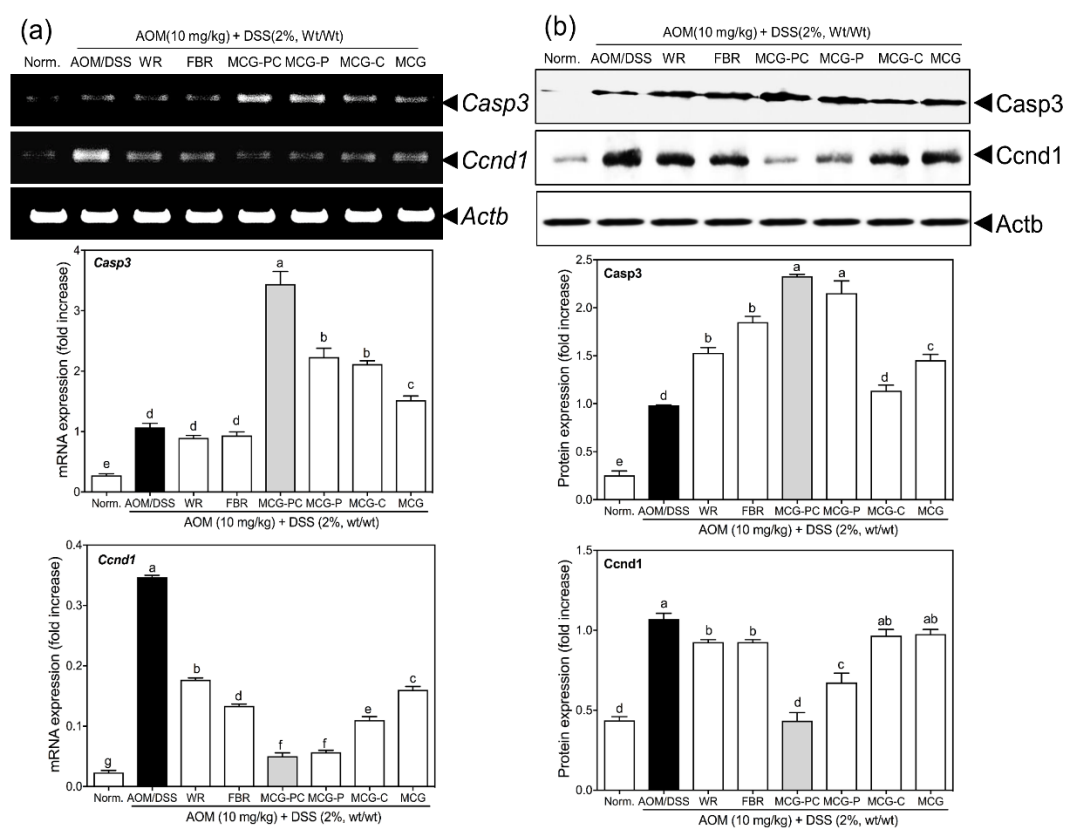 (a)
AOM(10 mg/kg) + DSS(2%, Wt/Wt)
Norm. AOM/DSS WR FBR MCG-PC MCG-P MCG-C MCG
Casp3
Ccnd1
Actb
Casp3
mRNA expression (fold increase)
4
3
2
1
0
e d d d a b b c
Norm. AOM/DSS WR FBR MCG-PC MCG-P MCG-C MCG
AOM (10 mg/kg) + DSS (2%, wt/wt)
Ccnd1
mRNA expression (fold increase)
0.4
0.3
0.2
0.1
0.0
g a b d f f e c
Norm. AOM/DSS WR FBR MCG-PC MCG-P MCG-C MCG
AOM (10 mg/kg) + DSS (2%, wt/wt)
(b)
AOM(10 mg/kg) + DSS(2%, Wt/Wt)
Norm. AOM/DSS WR FBR MCG-PC MCG-P MCG-C MCG
Casp3
Ccnd1
Actb
Casp3
Protein expression (fold increase)
2.5
2.0
1.5
1.0
0.5
0.0
e d b b a a d c
Norm. AOM/DSS WR FBR MCG-PC MCG-P MCG-C MCG
AOM (10 mg/kg) + DSS (2%, wt/wt)
Ccnd1
Protein expression (fold increase)
1.5
1.0
0.5
0.0
d a b b d c ab ab
Norm. AOM/DSS WR FBR MCG-PC MCG-P MCG-C MCG
AOM (10 mg/kg) + DSS (2%, wt/wt)